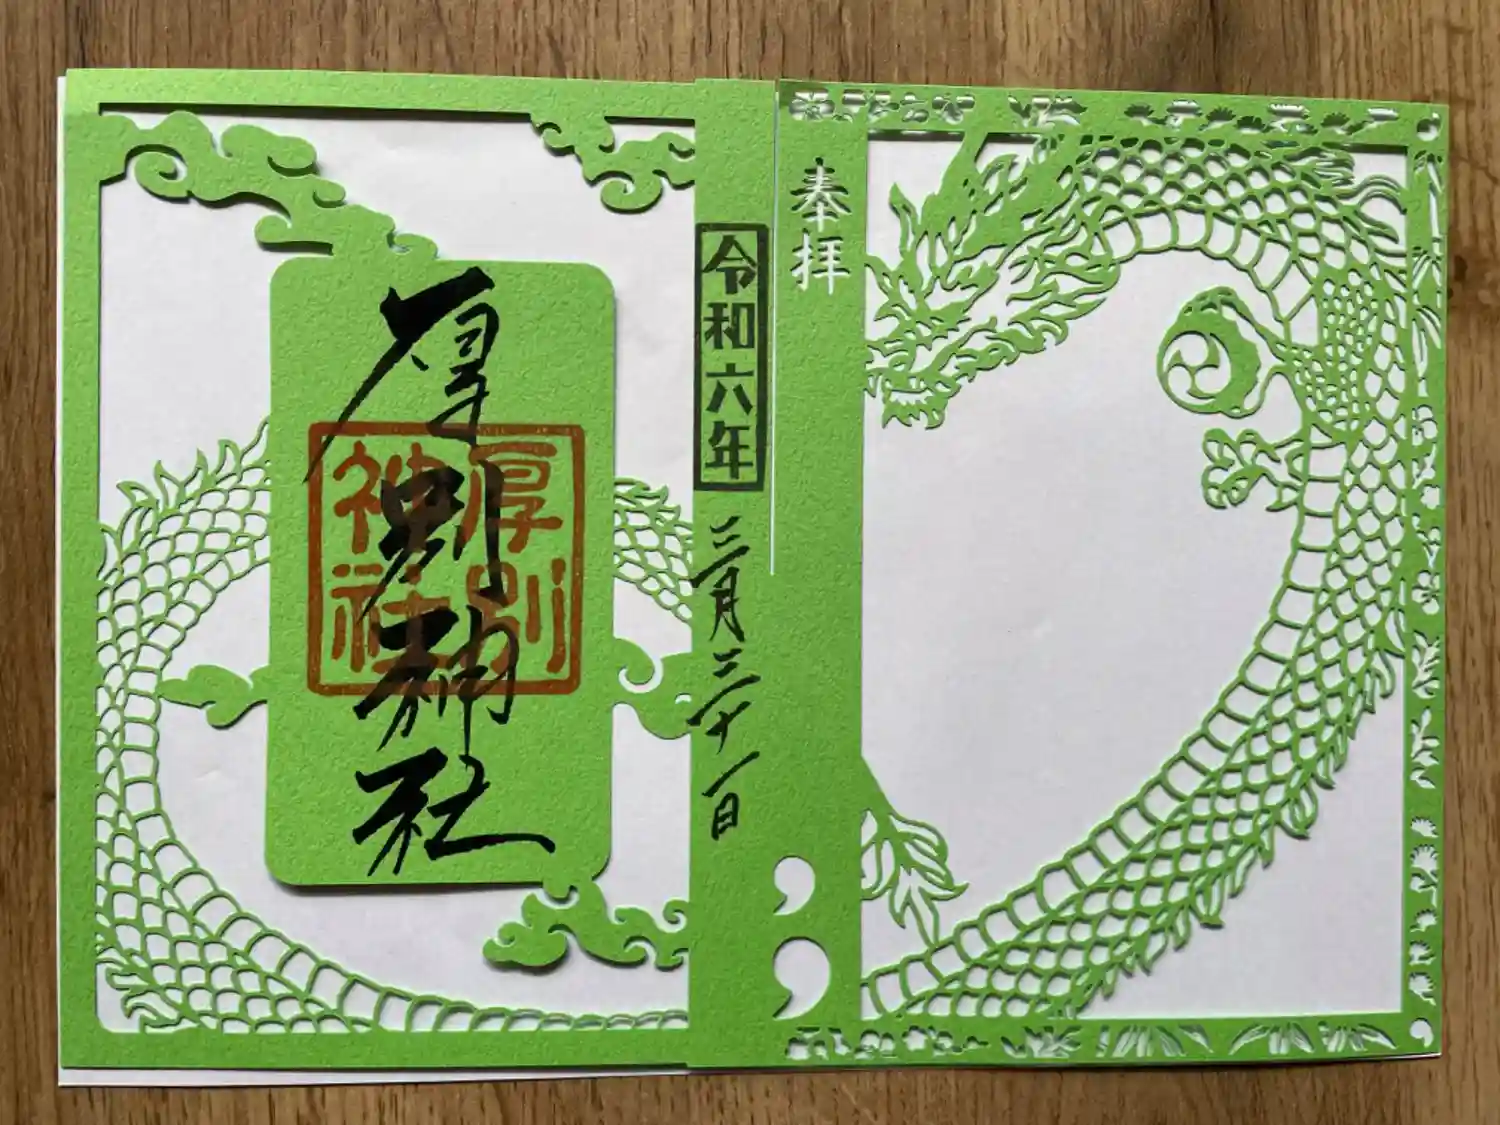 奉拝
令和六年
三月三十一日
厚別神社
厚別
神社